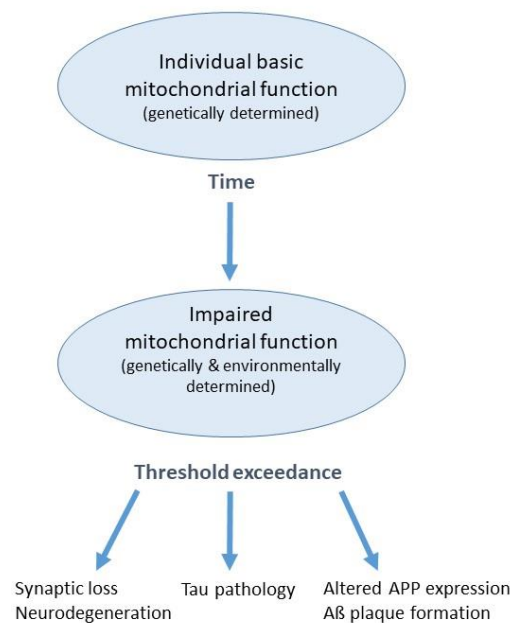 Individual basic
mitochondrial function
(genetically determined)
Time
Impaired
mitochondrial function
(genetically & environmentally
determined)
Threshold exceedance
Synaptic loss
Neurodegeneration
Tau pathology
Altered APP expression
Aß plaque formation